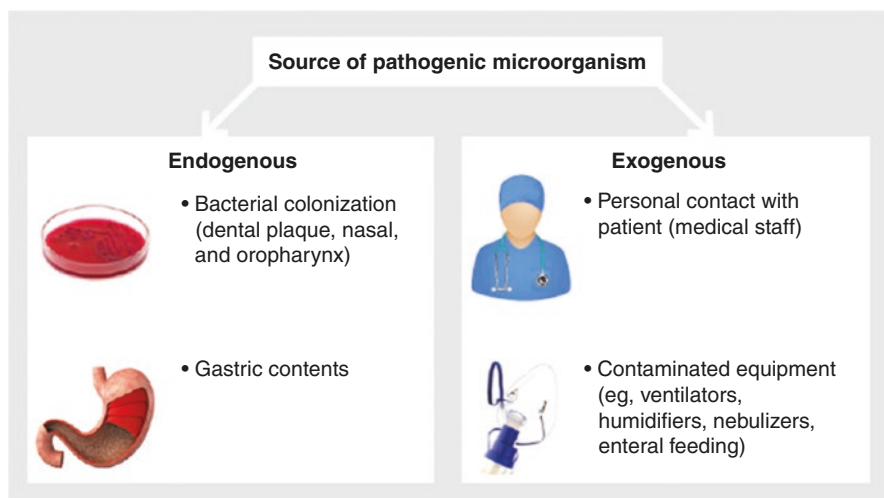 Source of pathogenic microorganism
Endogenous
• Bacterial colonization
(dental plaque, nasal,
and oropharynx)
• Gastric contents
Exogenous
• Personal contact with
patient (medical staff)
• Contaminated equipment
(eg, ventilators,
humidifiers, nebulizers,
enteral feeding)